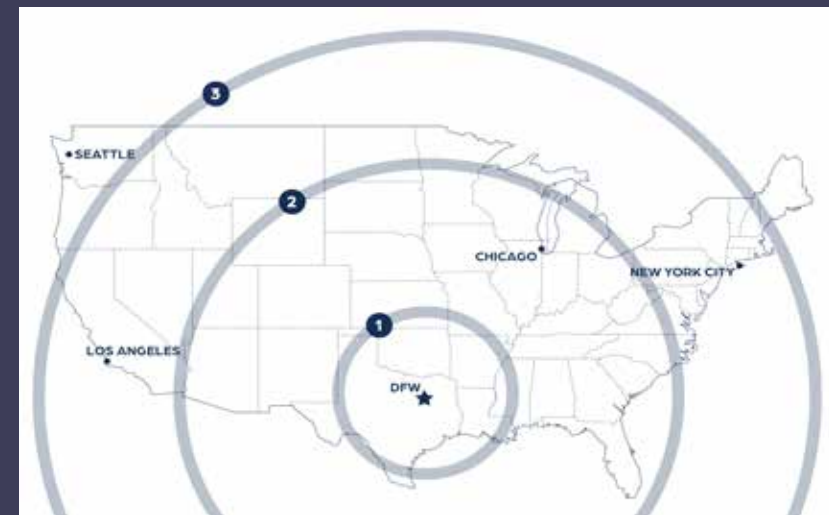 3
SEATTLE
2
CHICAGO
NEW YORK CITY
1
LOS ANGELES
DFW